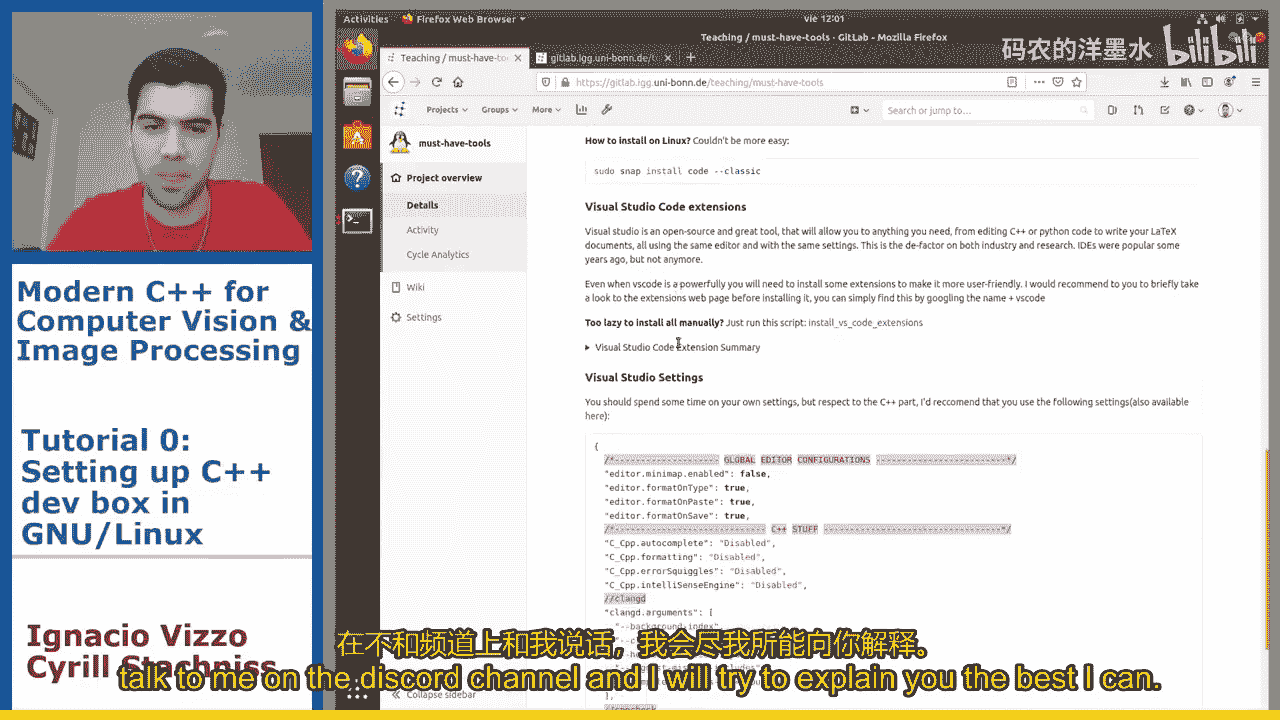 Activities
Firefox Web Browser
vie 12:01
Teaching / must-have-tools · GitLab - Mozilla Firefox
码农的洋墨水
bilibili
Teaching / must-have-to
gitlab.igg.uni-bonn.de/t
https://gitlab.igg.uni-bonn.de/teaching/must-have-tools
Projects
Groups
More
Search or jump to...
must-have-tools
Project overview
Details
Activity
Cycle Analytics
Wiki
Settings
Collapse sidebar
How to install on Linux? Couldn't be more easy:
sudo snap install code --classic
Visual Studio Code extensions
Visual studio is an open-source and great tool, that will allow you to anything you need, from editing C++ or python code to write your LaTeX
documents, all using the same editor and with the same settings. This is the de-factor on both industry and research. IDEs were popular some
years ago, but not anymore.
Even when vscode is a powerfully you will need to install some extensions to make it more user-friendly. I would recommend to you to briefly take
a look to the extensions web page before installing it, you can simply find this by googling the name + vscode
Too lazy to install all manually? Just run this script: install_vs_code_extensions
Visual Studio Code Extension Summary
Visual Studio Settings
You should spend some time on your own settings, but respect to the C++ part, I'd reccomend that you use the following settings(also available
here):
{
GLOBAL EDITOR CONFIGURATIONS
"editor.minimap.enabled": false,
"editor.formatOnType": true,
"editor.formatOnPaste": true,
"editor.formatOnSave": true,
C++ STUFF
"C_Cpp.autocomplete": "Disabled",
"C_Cpp.formatting": "Disabled",
"C_Cpp.errorSquiggles": "Disabled",
"C_Cpp.intelliSenseEngine": "Disabled",
//clangd
"clangd.arguments": [
Modern C++ for
Computer Vision &
Image Processing
Tutorial 0:
Setting up C++
dev box in
GNU/Linux
Ignacio Vizzo
Cyrill Stachniss
在不和频道上和我说话，我会尽我所能向你解释。
talk to me on the discord channel and I will try to explain you the best I can.